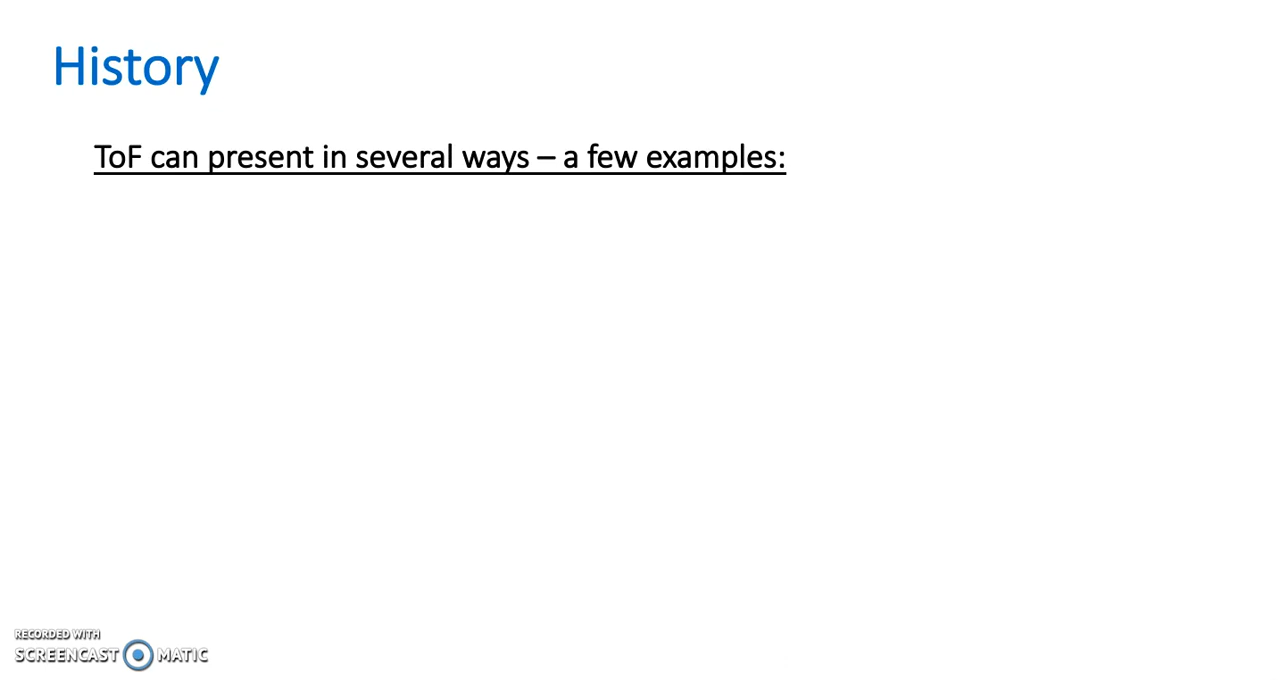 History
ToF can present in several ways – a few examples:
RECORDED WITH
SCREENCAST MATIC